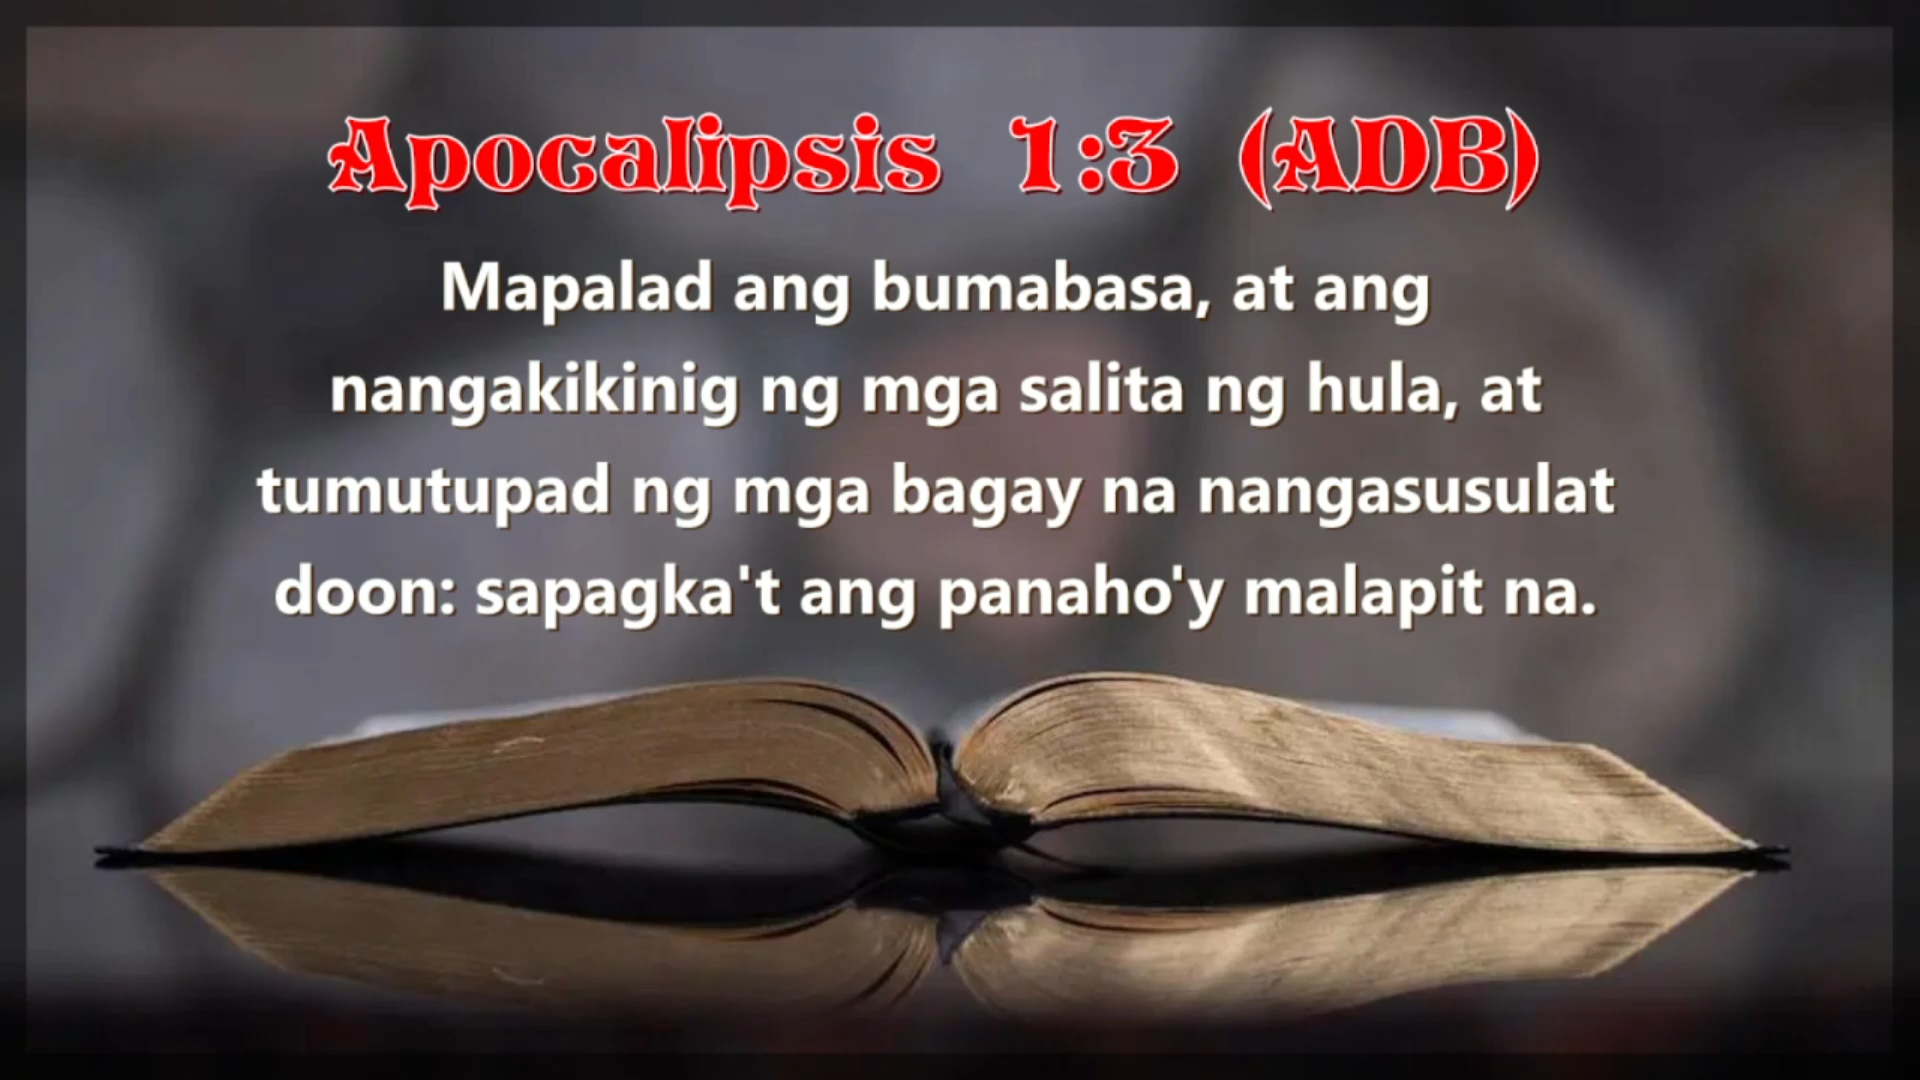 Apocalipsis 1:3 (ADB)
Mapalad ang bumabasa, at ang
nangakikinig ng mga salita ng hula, at
tumutupad ng mga bagay na nangasusulat
doon: sapagka't ang panaho'y malapit na.